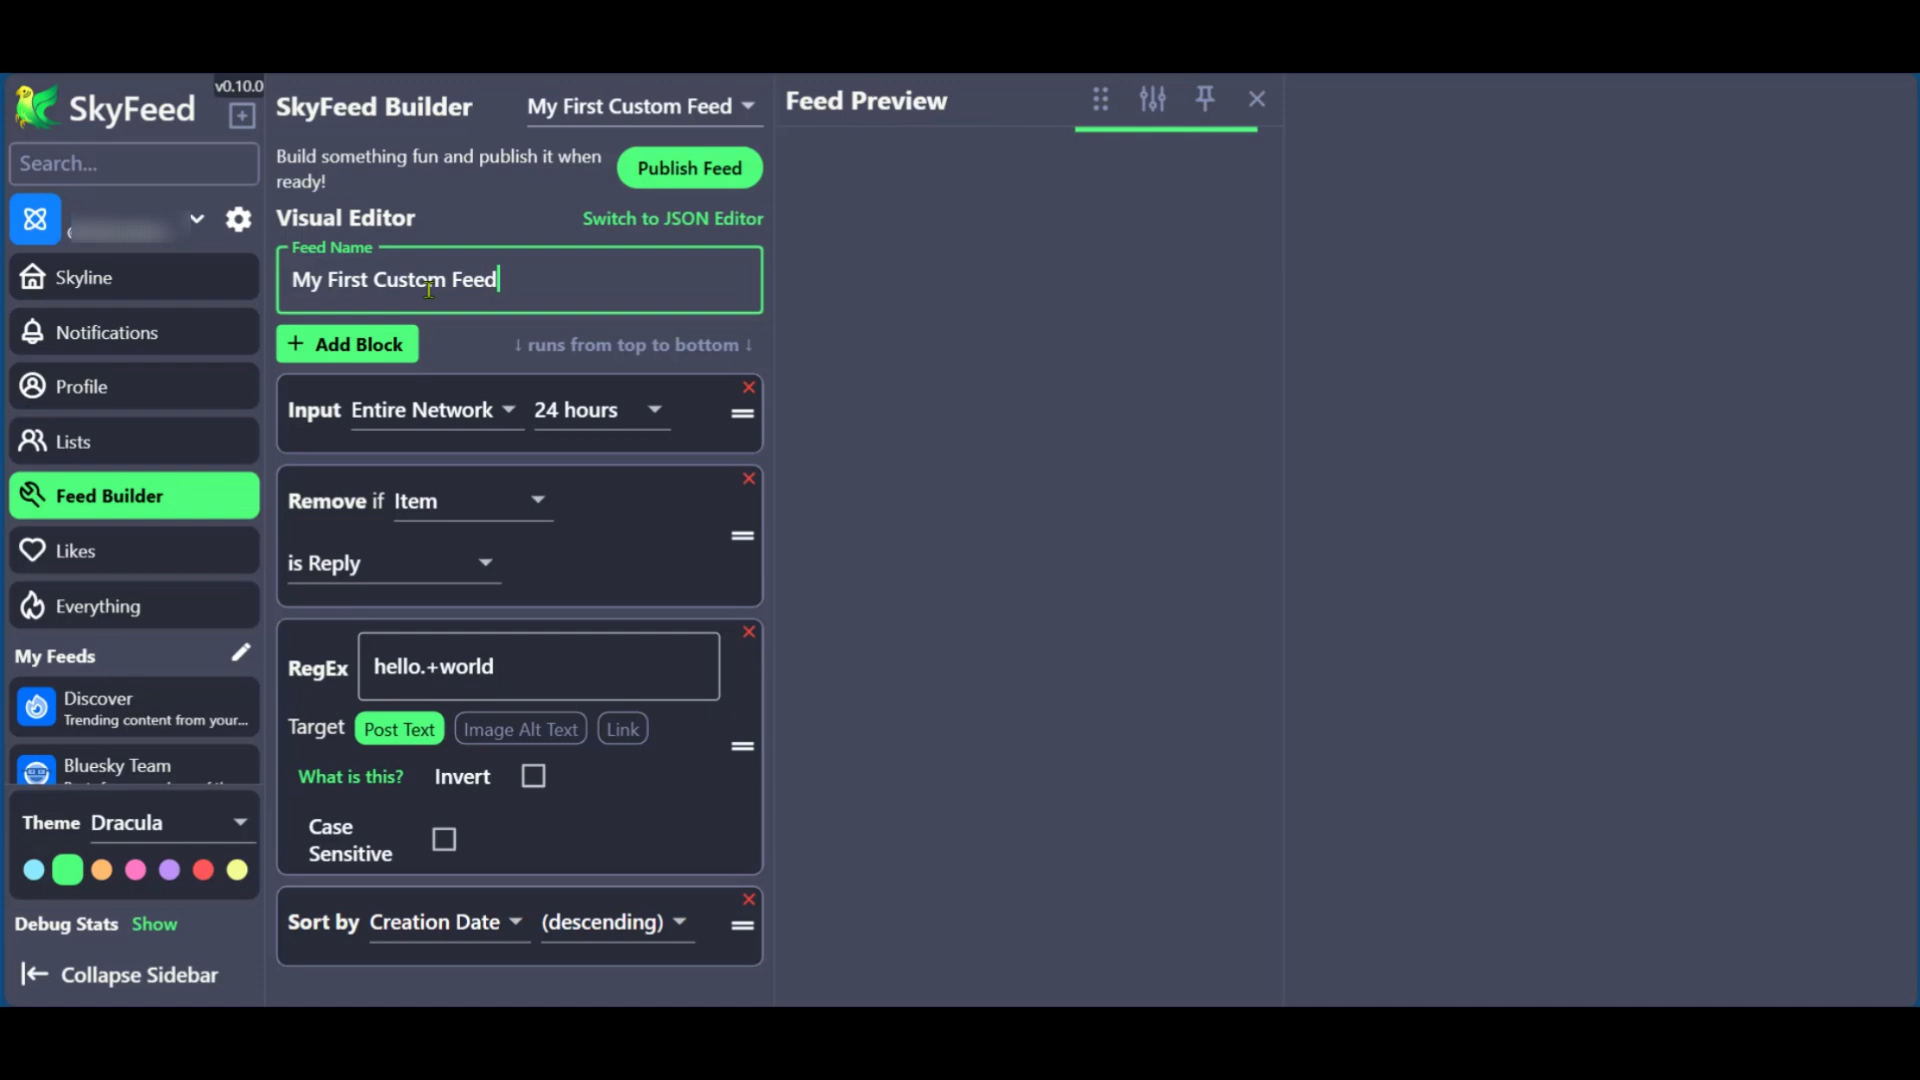 v0.10.0
SkyFeed
Search...
Skyline
Notifications
Profile
Lists
Feed Builder
Likes
Everything
My Feeds
Discover
Trending content from your...
Bluesky Team
Theme Dracula
Debug Stats Show
Collapse Sidebar
SkyFeed Builder
My First Custom Feed
Build something fun and publish it when
ready!
Publish Feed
Visual Editor
Switch to JSON Editor
Feed Name
My First Custom Feed
+ Add Block
↓ runs from top to bottom ↓
Input Entire Network 24 hours
Remove if Item
is Reply
RegEx hello.+world
Target Post Text Image Alt Text Link
What is this? Invert
Case
Sensitive
Sort by Creation Date (descending)
Feed Preview